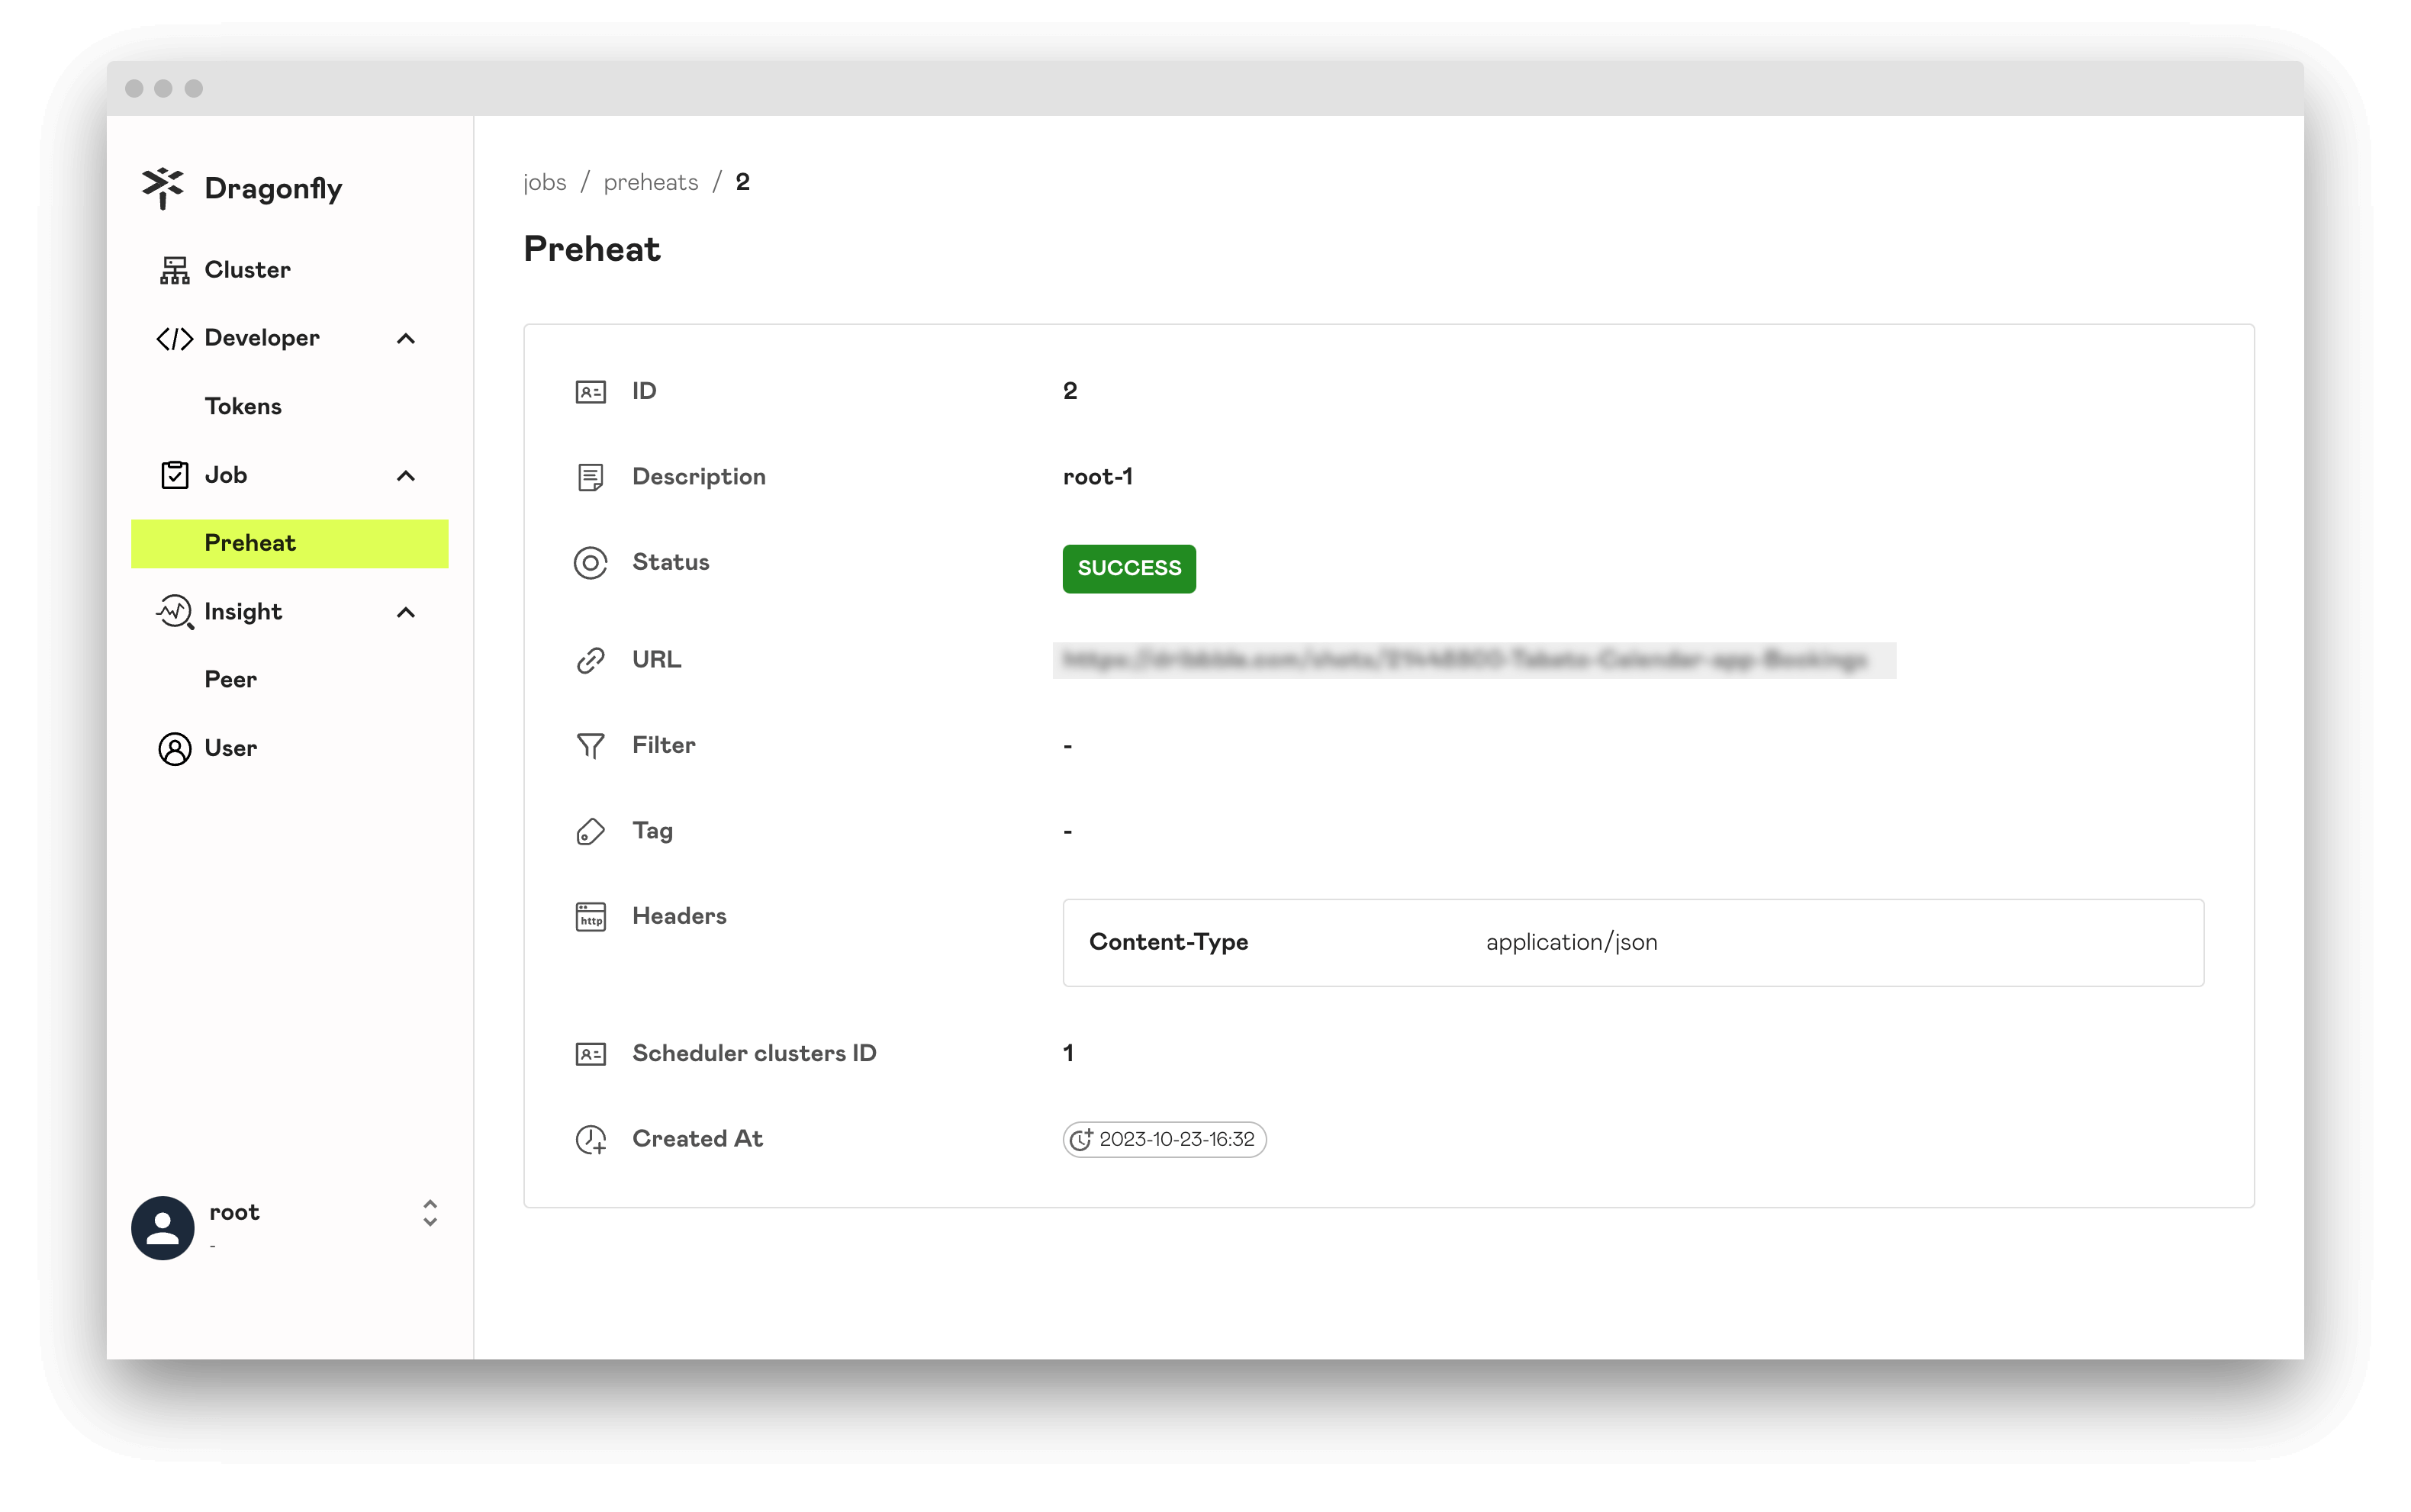 Dragonfly
Cluster
Developer
Tokens
Job
Preheat
Insight
Peer
User
root
-
jobs / preheats / 2
Preheat
ID 2
Description root-1
Status SUCCESS
URL
Filter -
Tag -
http Headers Content-Type application/json
Scheduler clusters ID 1
Created At 2023-10-23-16:32